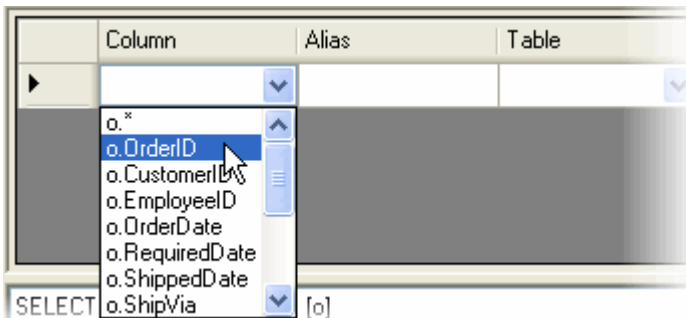 Column Alias Table
o.*
o.OrderID
o.CustomerID
o.EmployeeID
o.OrderDate
o.RequiredDate
o.ShippedDate
o.ShipVia
SELECT [o]